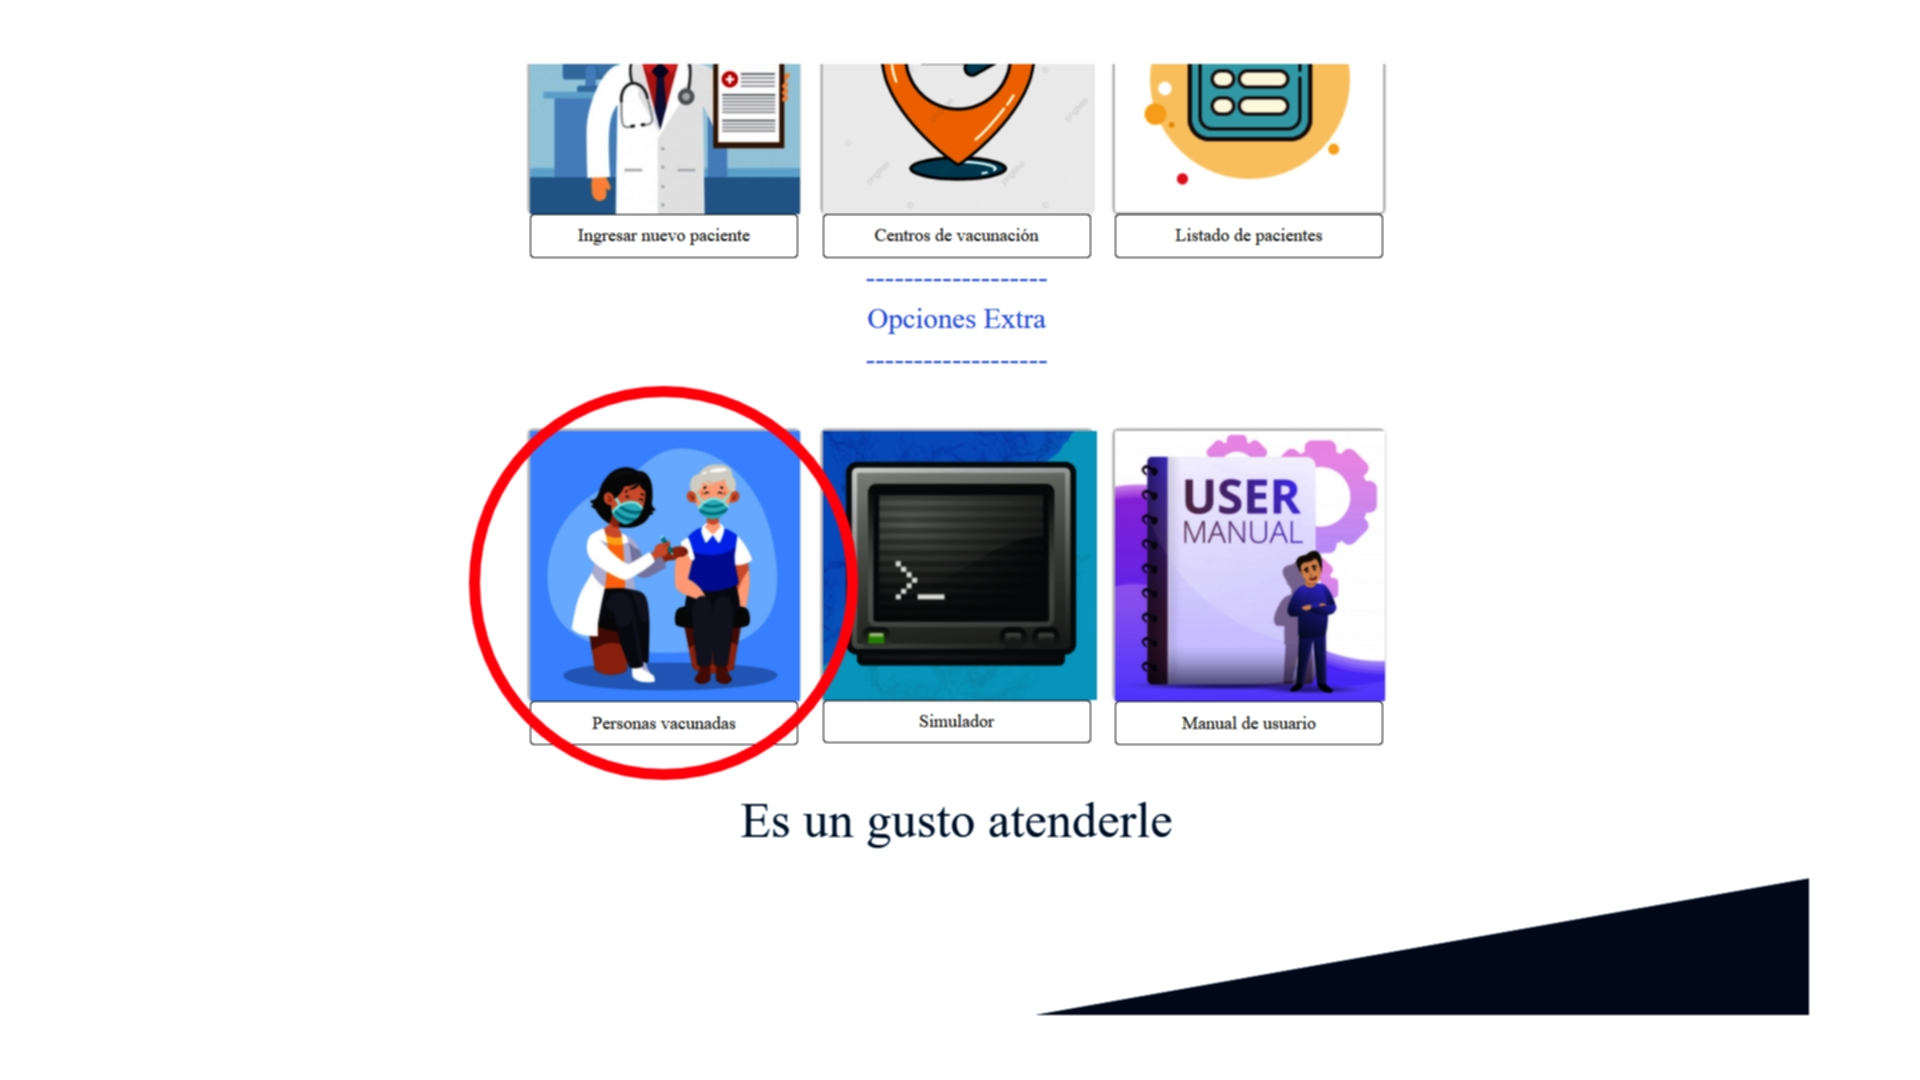 Ingresar nuevo paciente
Centros de vacunación
Listado de pacientes
-------------------
Opciones Extra
-------------------
>_
USER
MANUAL
Personas vacunadas
Simulador
Manual de usuario
Es un gusto atenderle